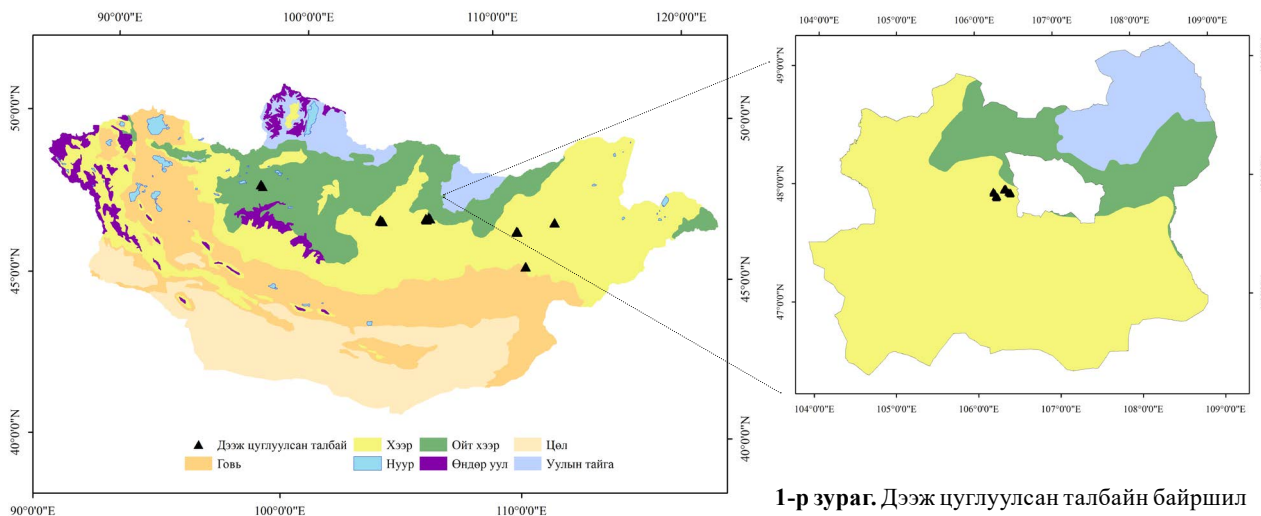 90°0'0"E 100°0'0"E 110°0'0"E 120°0'0"E
104°0'0"E 105°0'0"E 106°0'0"E 107°0'0"E 108°0'0"E 109°0'0"E
50°0'0"N 50°0'0"N
49°0'0"N
48°0'0"N
45°0'0"N 45°0'0"N
47°0'0"N
40°0'0"N 40°0'0"N
104°0'0"E 105°0'0"E 106°0'0"E 107°0'0"E 108°0'0"E 109°0'0"E
Дээж цуглуулсан талбай Хээр Ойт хээр Цөл
Говь Нуур Өндөр уул Уулын тайга
90°0'0"E 100°0'0"E 110°0'0"E
1-р зураг. Дээж цуглуулсан талбайн байршил